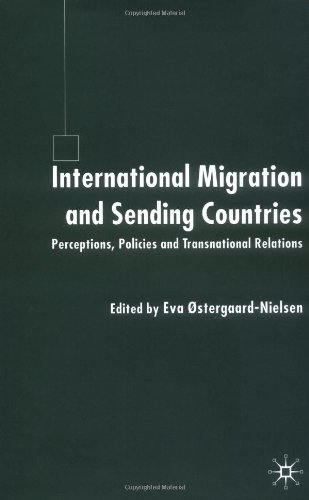 International Migration
and Sending Countries
Perceptions, Policies and Transnational Relations
Edited by Eva Østergaard-Nielsen